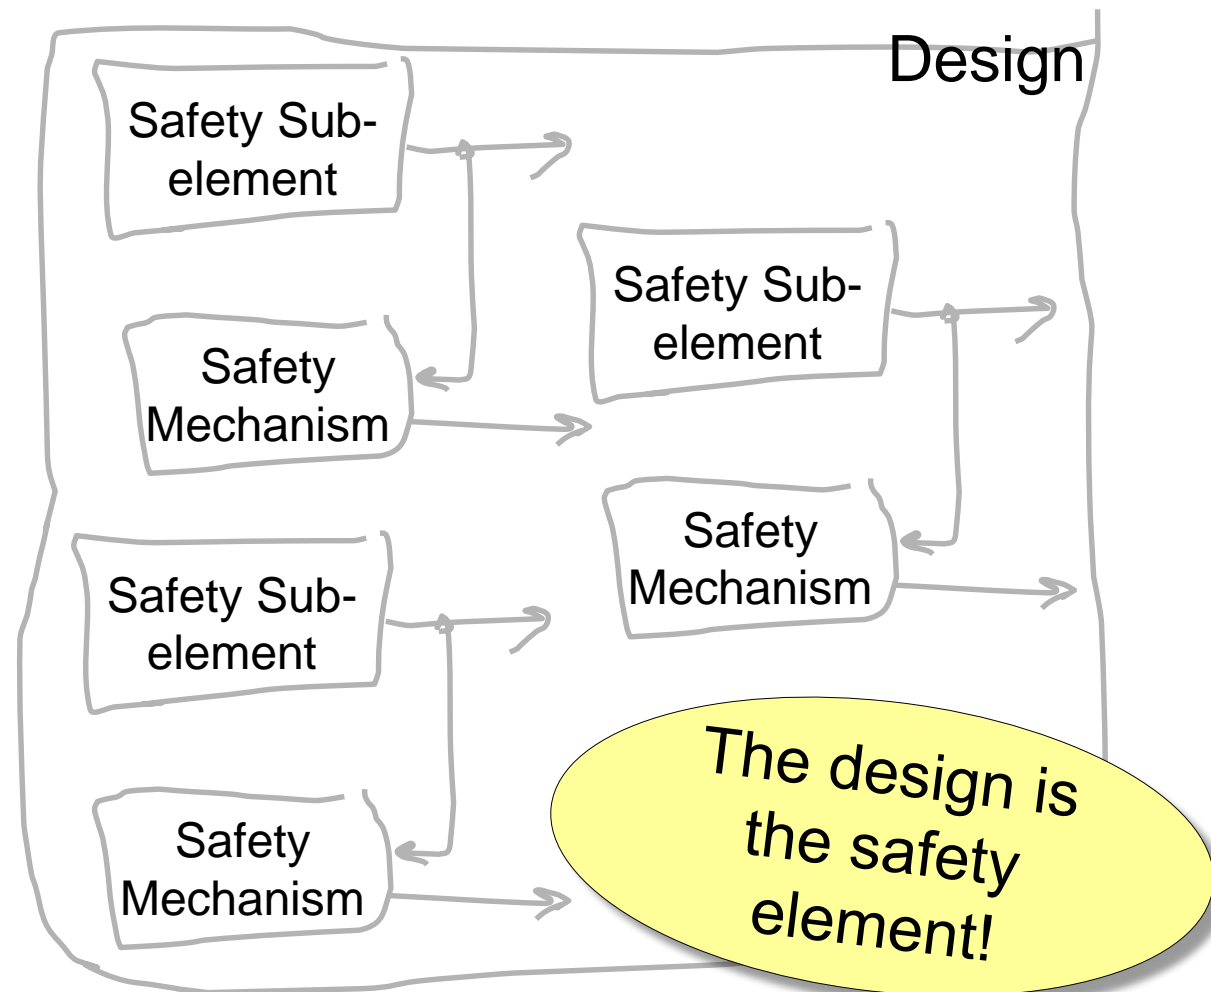 Design
Safety Sub-
element
Safety
Mechanism
Safety Sub-
element
Safety
Mechanism
Safety Sub-
element
Safety
Mechanism
The design is
the safety
element!